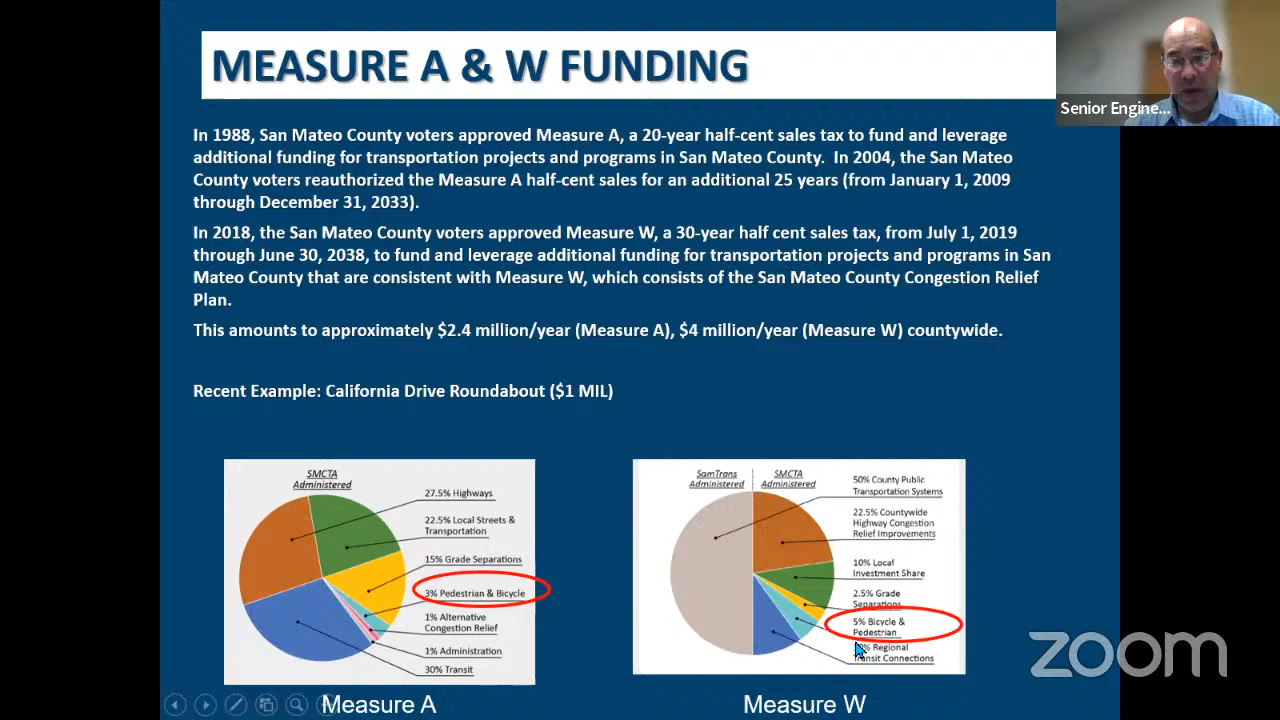 MEASURE A & W FUNDING
Senior Engine...
In 1988, San Mateo County voters approved Measure A, a 20-year half-cent sales tax to fund and leverage
additional funding for transportation projects and programs in San Mateo County. In 2004, the San Mateo
County voters reauthorized the Measure A half-cent sales for an additional 25 years (from January 1, 2009
through December 31, 2033).
In 2018, the San Mateo County voters approved Measure W, a 30-year half cent sales tax, from July 1, 2019
through June 30, 2038, to fund and leverage additional funding for transportation projects and programs in San
Mateo County that are consistent with Measure W, which consists of the San Mateo County Congestion Relief
Plan.
This amounts to approximately $2.4 million/year (Measure A), $4 million/year (Measure W) countywide.
Recent Example: California Drive Roundabout ($1 MIL)
SMCTA
Administered
27.5% Highways
22.5% Local Streets &
Transportation
15% Grade Separations
3% Pedestrian & Bicycle
1% Alternative
Congestion Relief
1% Administration
30% Transit
Measure A
SamTrans
Administered
SMCTA
Administered
50% County Public
Transportation Systems
22.5% Countywide
Highway Congestion
Relief Improvements
10% Local
Investment Share
2.5% Grade
Separations
5% Bicycle &
Pedestrian
Regional
Transit Connections
Measure W
zoom